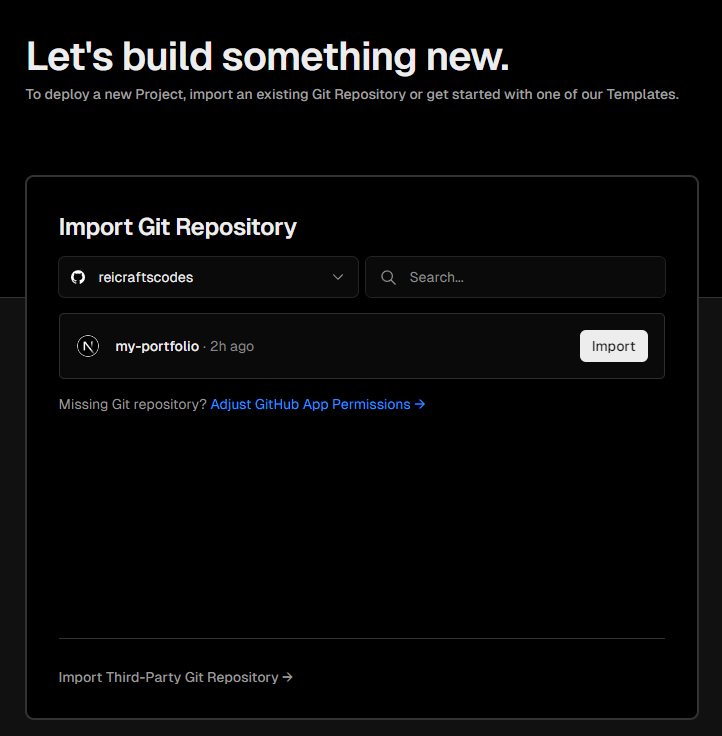 Let's build something new.
To deploy a new Project, import an existing Git Repository or get started with one of our Templates.
Import Git Repository
reicraftscodes
Search...
my-portfolio · 2h ago
Import
Missing Git repository? Adjust GitHub App Permissions →
Import Third-Party Git Repository →